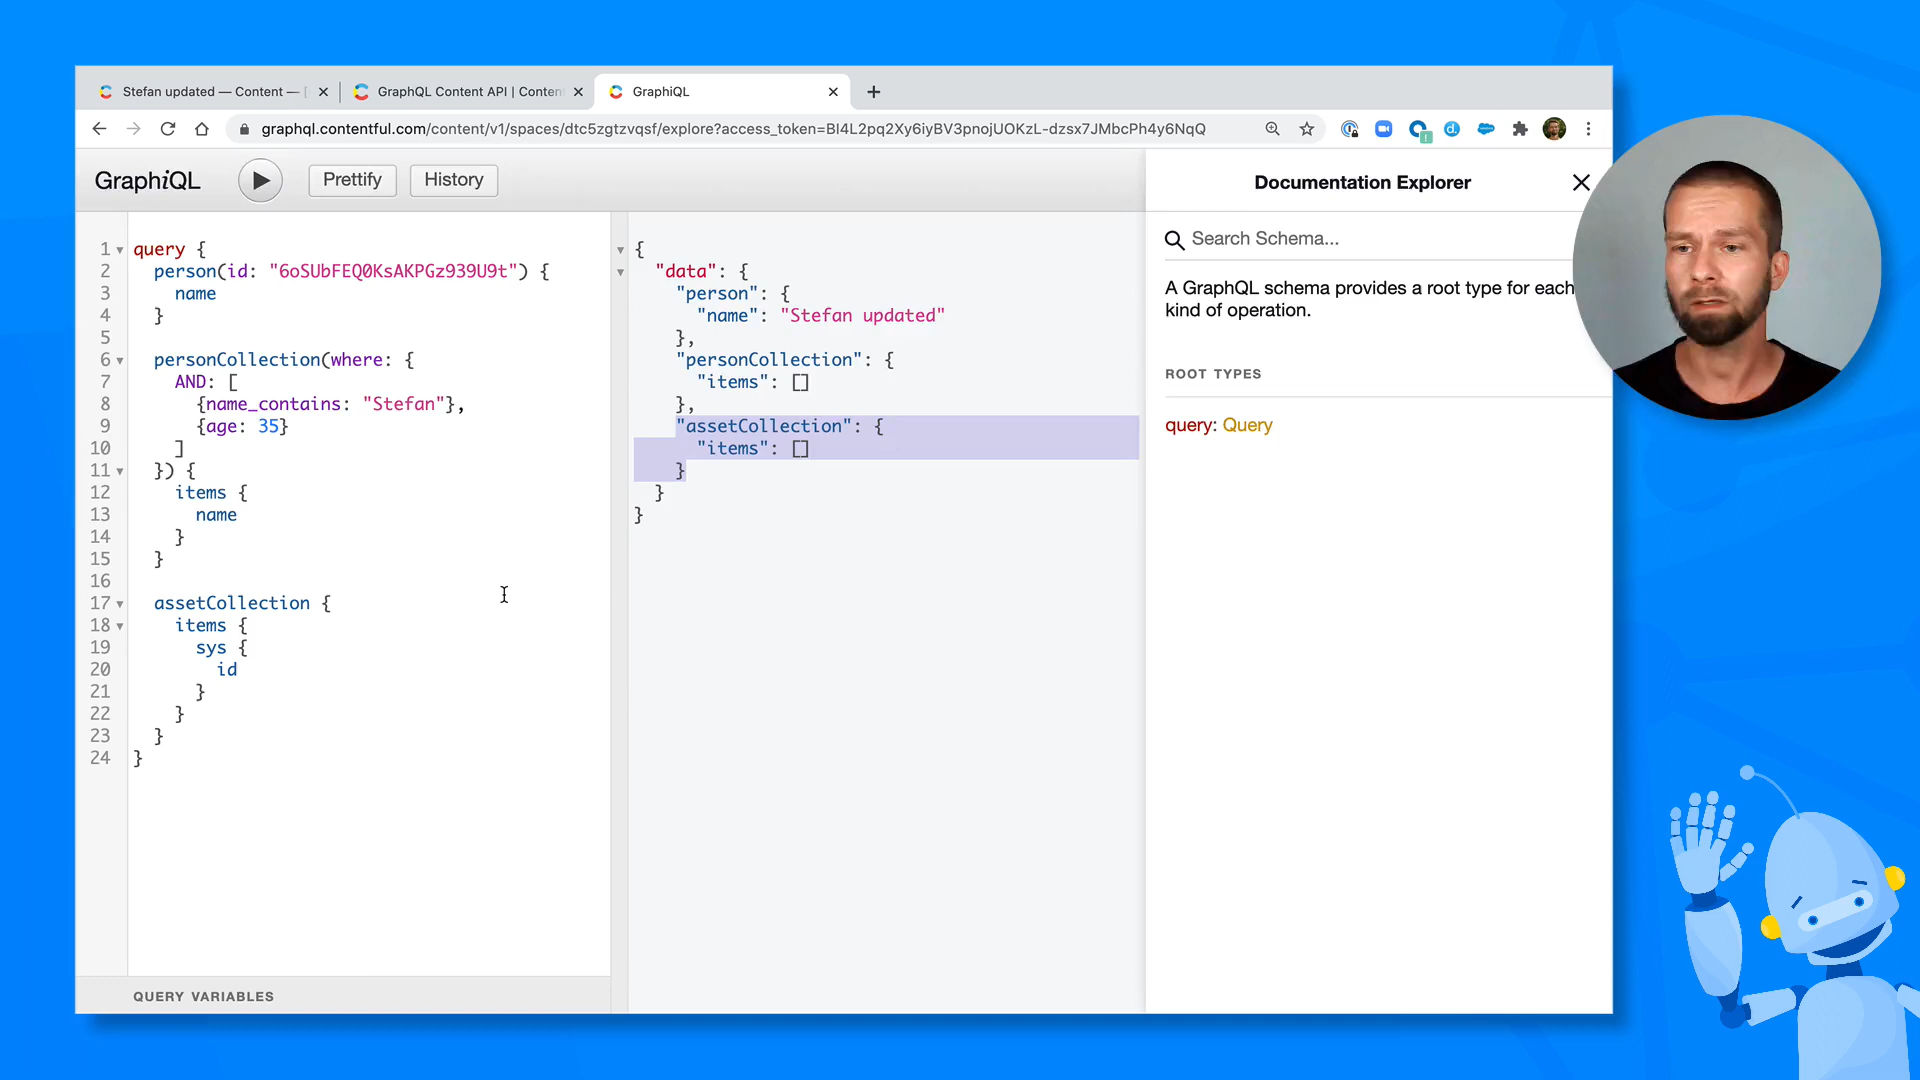 Stefan updated — Content — [
GraphQL Content API | Conten
GraphiQL
graphql.contentful.com/content/v1/spaces/dtc5zgtzvqsf/explore?access_token=BI4L2pq2Xy6iyBV3pnojUOKzL-dzsx7JMbcPh4y6NqQ
GraphiQL
Prettify
History
1 query {
2 person(id: "6oSUbFEQ0KsAKPGz939U9t") {
3 name
4 }
5
6 personCollection(where: {
7 AND: [
8 {name_contains: "Stefan"},
9 {age: 35}
10 ]
11 }) {
12 items {
13 name
14 }
15 }
16
17 assetCollection {
18 items {
19 sys {
20 id
21 }
22 }
23 }
24 }
QUERY VARIABLES
{
"data": {
"person": {
"name": "Stefan updated"
},
"personCollection": {
"items": []
},
"assetCollection": {
"items": []
}
}
}
Documentation Explorer
Search Schema...
A GraphQL schema provides a root type for each
kind of operation.
ROOT TYPES
query: Query